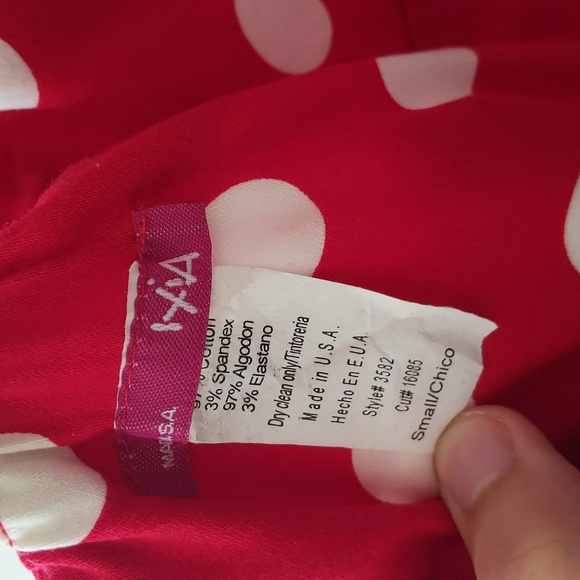 IXIA
97% Cotton
3% Spandex
97% Algodon
3% Elastano
Dry clean only/Tintoreria
Made in U.S.A.
Hecho En E.U.A
Style# 3582
Cut# 16085
Small/Chico